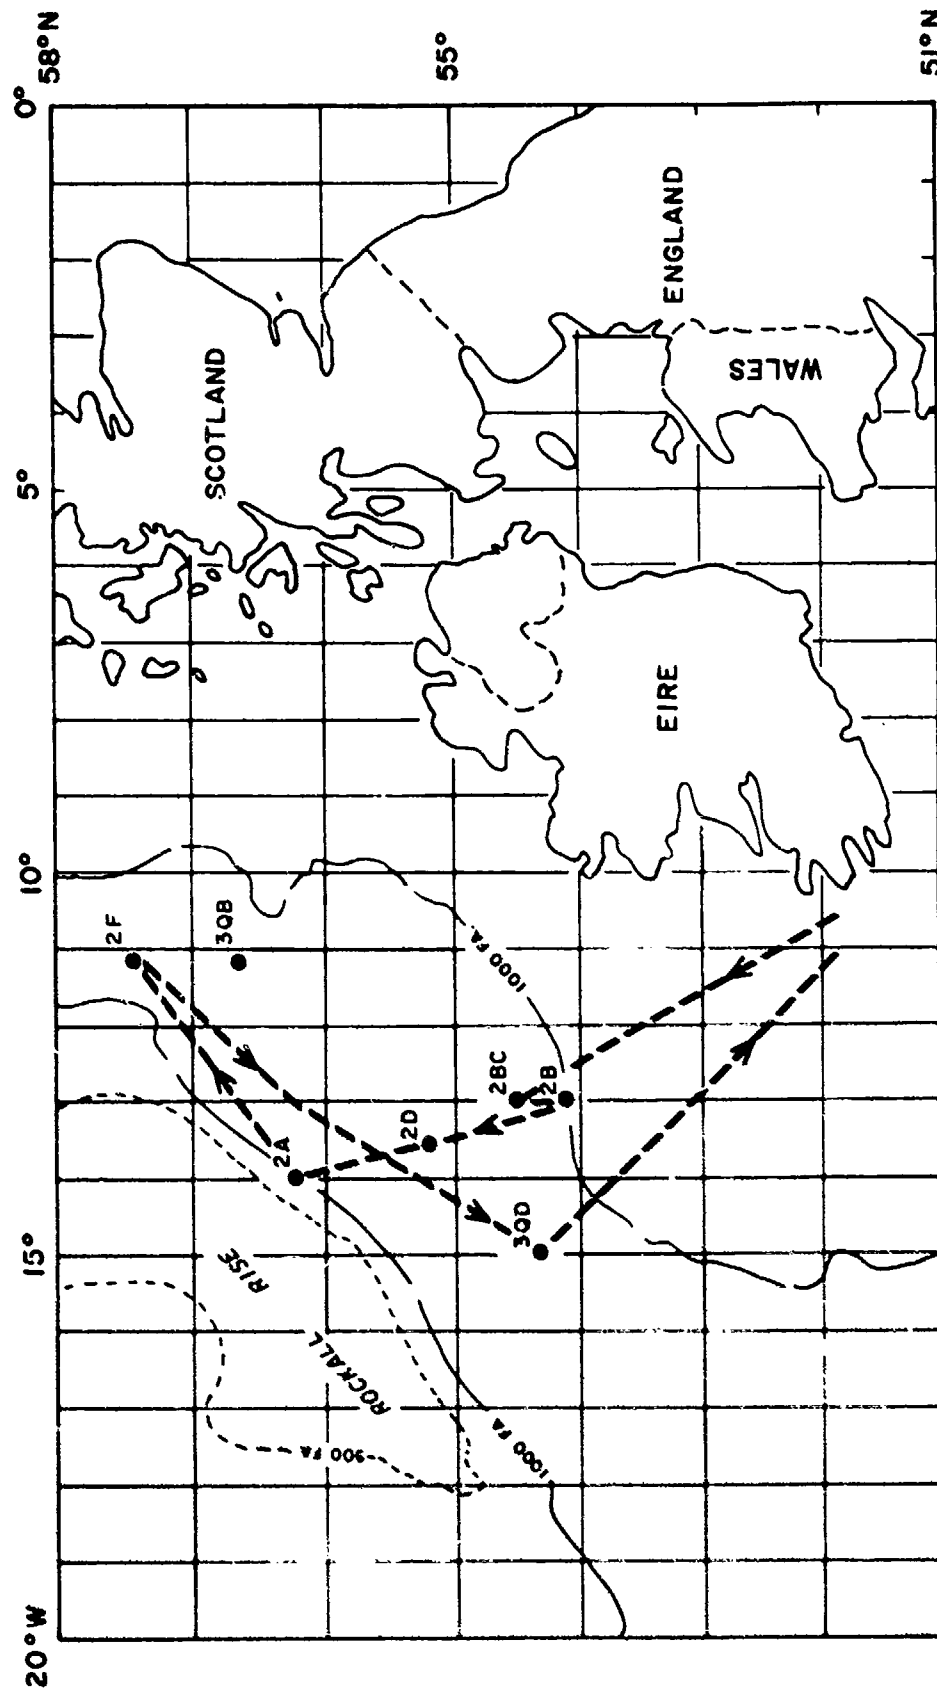 58°N
55°
51°N
0°
5°
10°
15°
20°W
SCOTLAND
ENGLAND
WALES
EIRE
2F
3QB
2A
2D
2BC
2B
3QD
1000 FA
ROCKALL RISE
900 FA
1000 FA